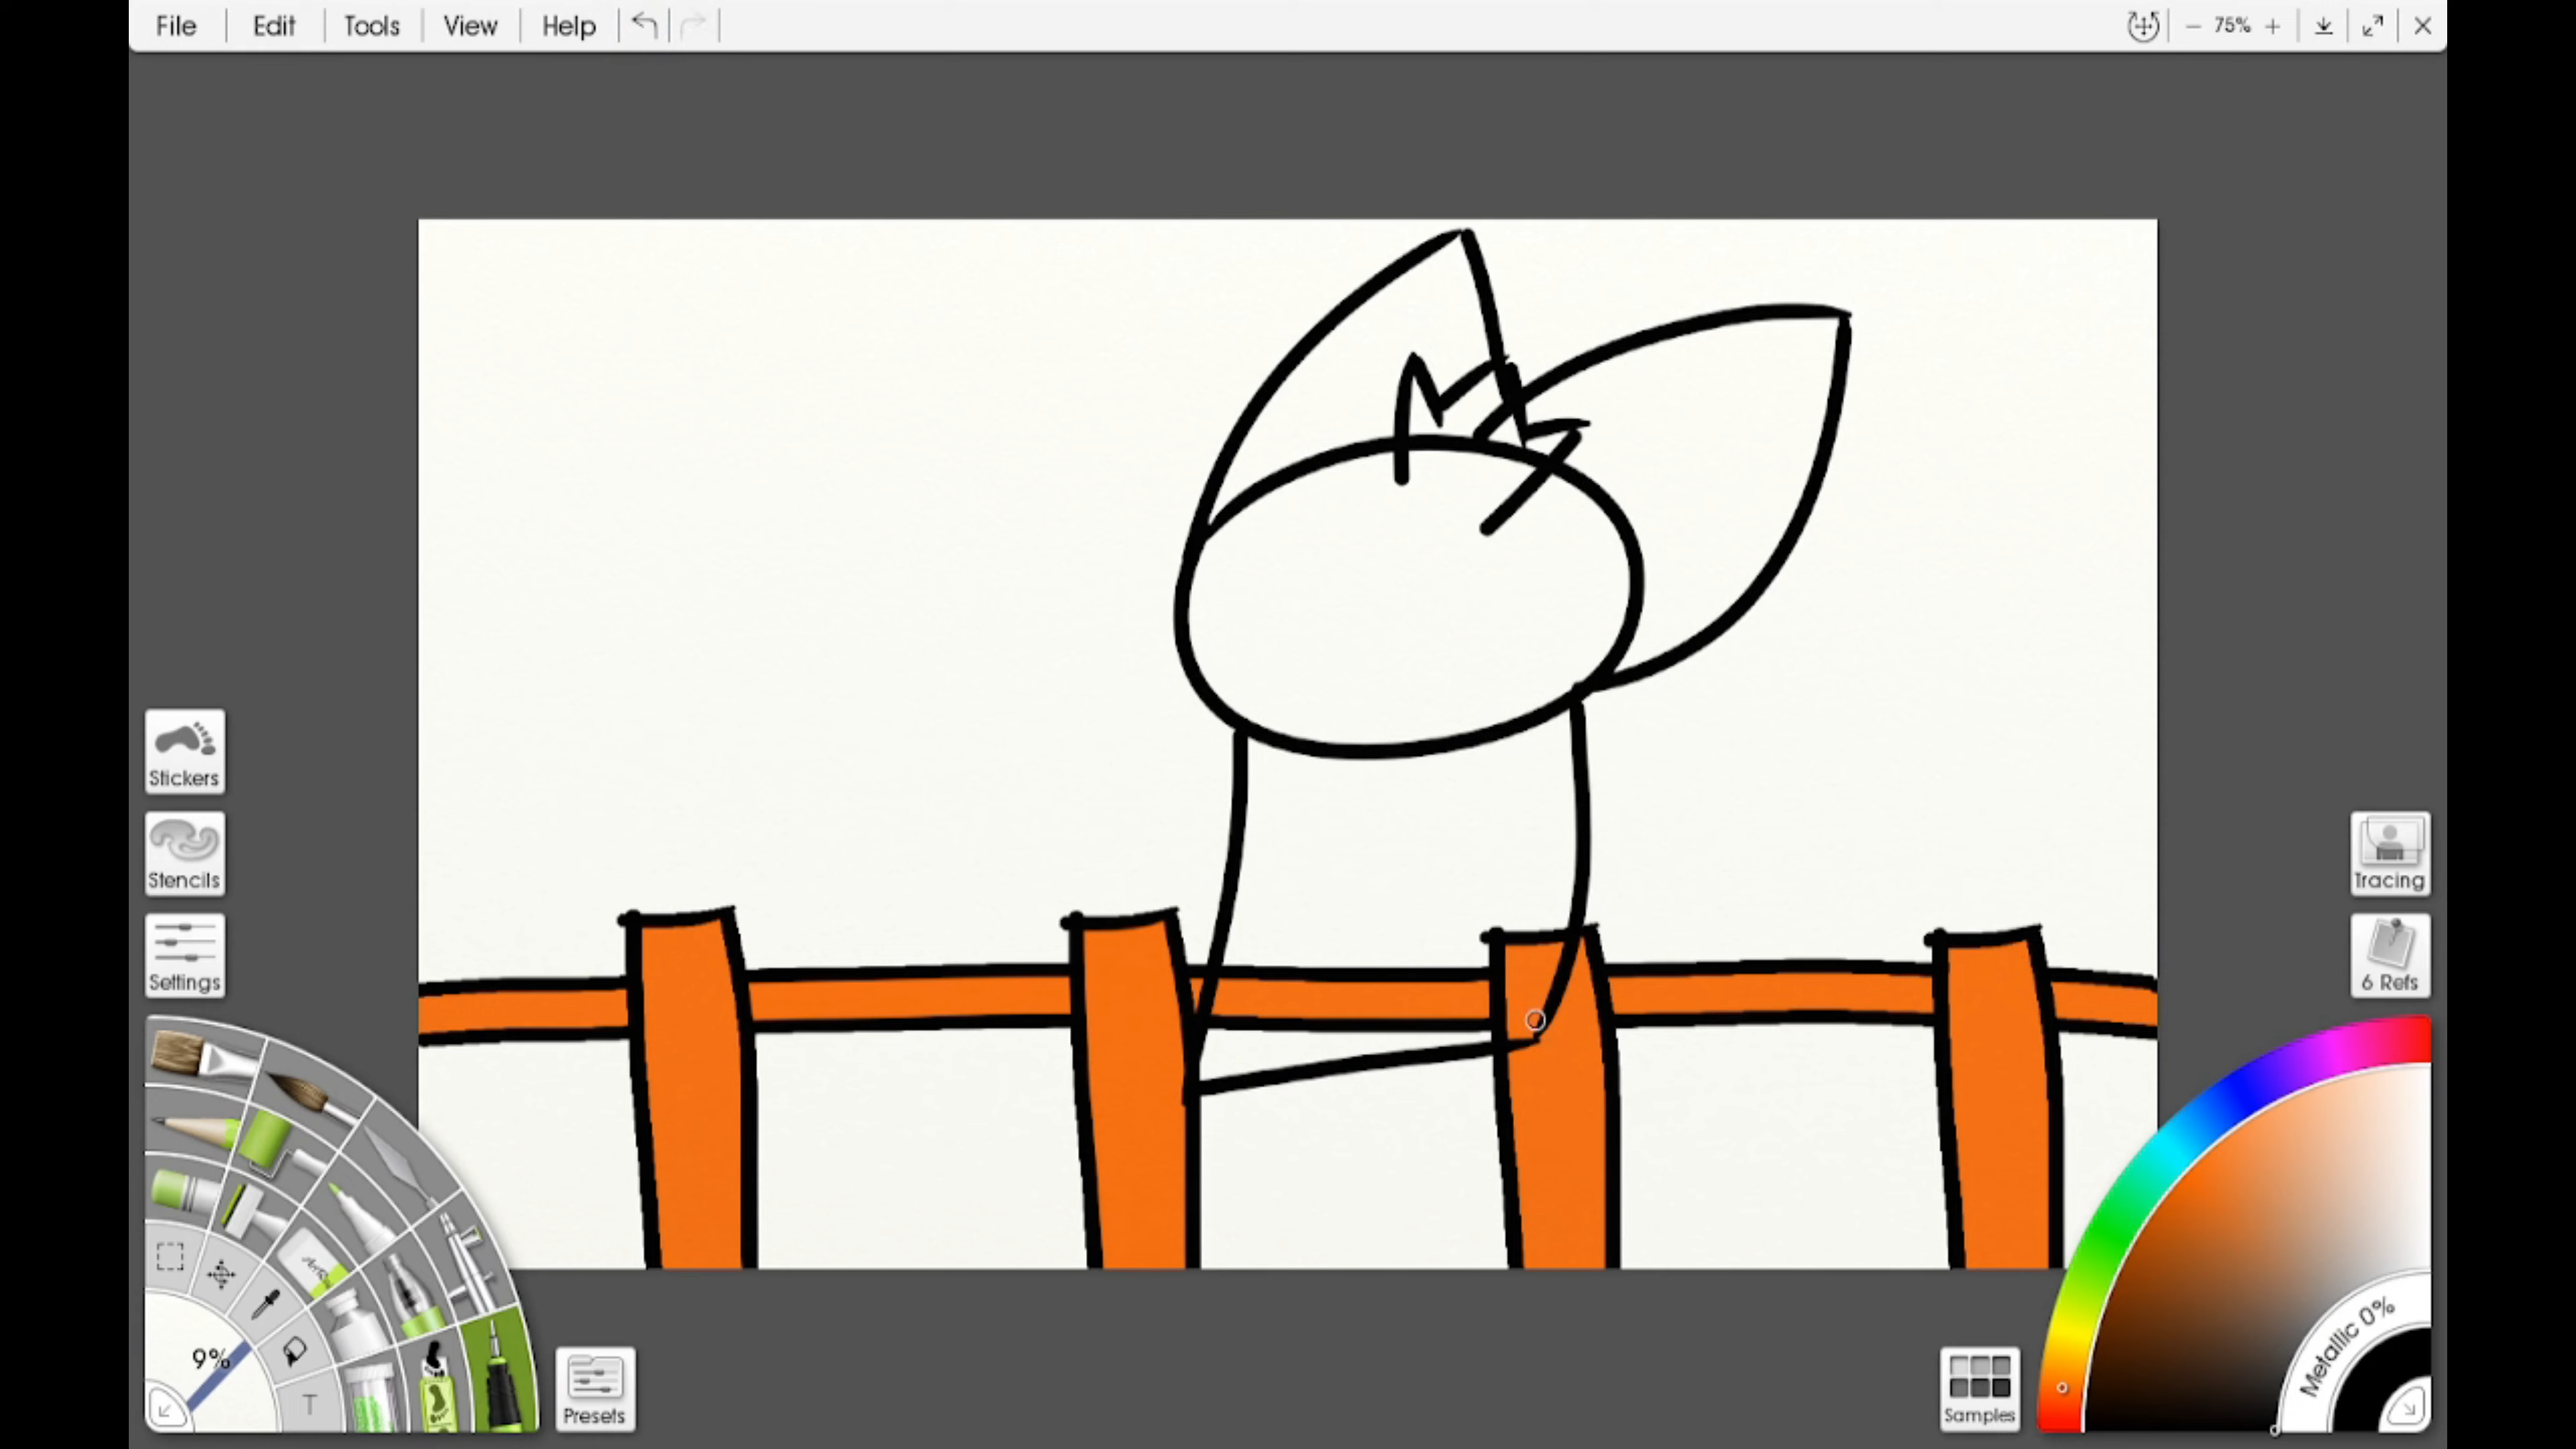 File Edit Tools View Help 75%
Stickers
Stencils
Settings
Tracing
6 Refs
9%
T
Presets
Samples
Metallic 0%